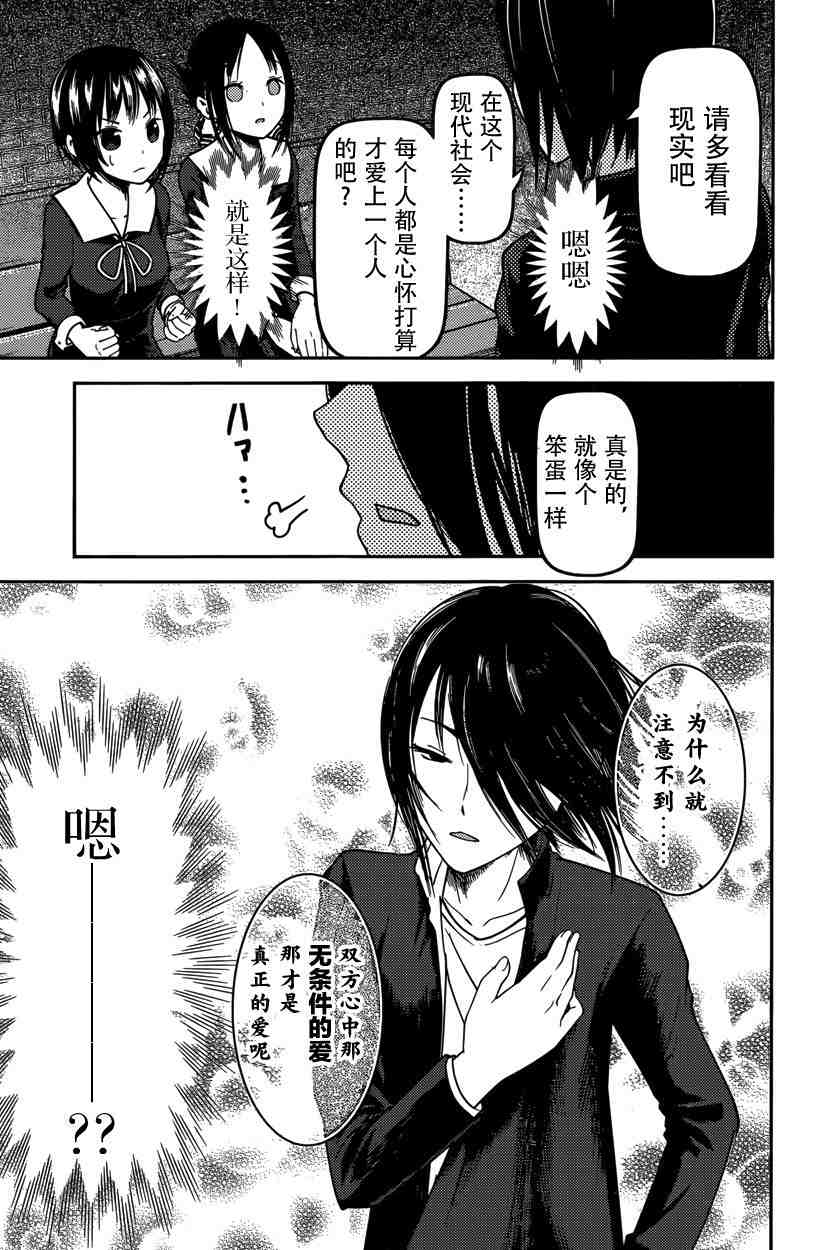 请多看看
现实吧
嗯嗯
在这个
现代社会……
每个人都是心怀打算
才爱上一个人
的吧？
就是这样！
真是的，
就像个
笨蛋一样
ハァ…
为什么就
注意不到……
双方心中那
无条件的爱
那才是
真正的爱呢
嗯——??